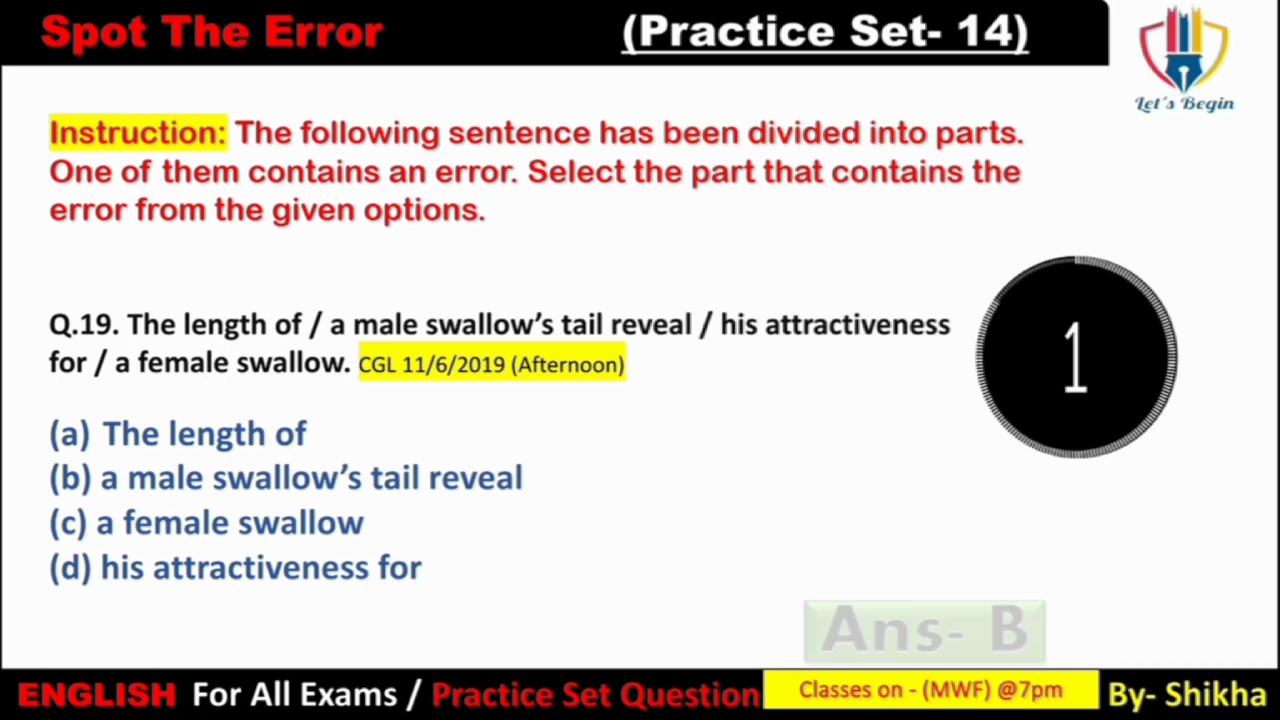 Spot The Error
(Practice Set- 14)
Let's Begin
Instruction: The following sentence has been divided into parts.
One of them contains an error. Select the part that contains the
error from the given options.
Q.19. The length of / a male swallow’s tail reveal / his attractiveness
for / a female swallow. CGL 11/6/2019 (Afternoon)
1
(a) The length of
(b) a male swallow’s tail reveal
(c) a female swallow
(d) his attractiveness for
Ans- B
ENGLISH For All Exams / Practice Set Question
Classes on - (MWF) @7pm
By- Shikha